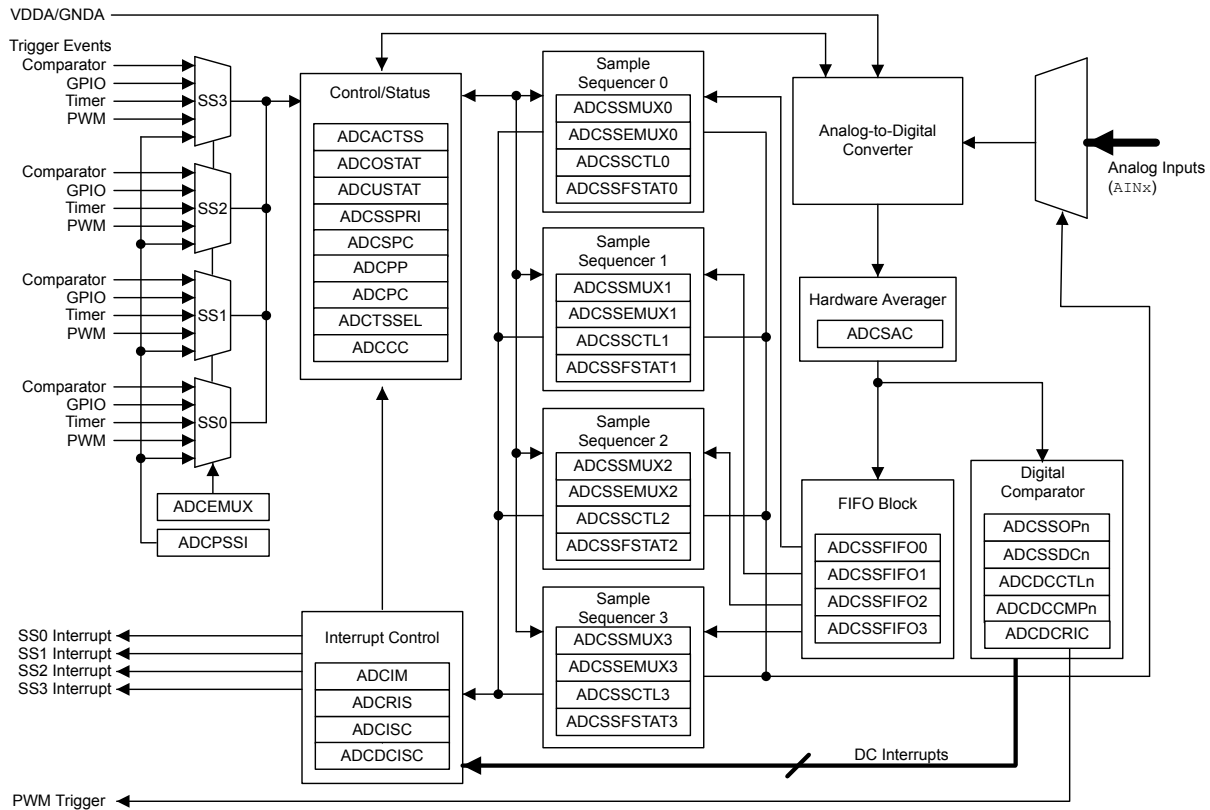 VDDA/GNDA
Trigger Events
Comparator
GPIO
Timer
PWM
SS3
Comparator
GPIO
Timer
PWM
SS2
Comparator
GPIO
Timer
PWM
SS1
Comparator
GPIO
Timer
PWM
SS0
ADCEMUX
ADCPSSI
Control/Status
ADCACTSS
ADCOSTAT
ADCUSTAT
ADCSSPRI
ADCSPC
ADCPP
ADCPC
ADCTSSEL
ADCCC
Interrupt Control
ADCIM
ADCRIS
ADCISC
ADCDCISC
SS0 Interrupt
SS1 Interrupt
SS2 Interrupt
SS3 Interrupt
PWM Trigger
Sample
Sequencer 0
ADCSSMUX0
ADCSSEMUX0
ADCSSCTL0
ADCSSFSTAT0
Sample
Sequencer 1
ADCSSMUX1
ADCSSEMUX1
ADCSSCTL1
ADCSSFSTAT1
Sample
Sequencer 2
ADCSSMUX2
ADCSSEMUX2
ADCSSCTL2
ADCSSFSTAT2
Sample
Sequencer 3
ADCSSMUX3
ADCSSEMUX3
ADCSSCTL3
ADCSSFSTAT3
Analog-to-Digital
Converter
Analog Inputs
(AINx)
Hardware Averager
ADCSAC
FIFO Block
ADCSSFIFO0
ADCSSFIFO1
ADCSSFIFO2
ADCSSFIFO3
Digital
Comparator
ADCSSOPn
ADCSSDCn
ADCDCCTLn
ADCDCCMPn
ADCDCRIC
DC Interrupts